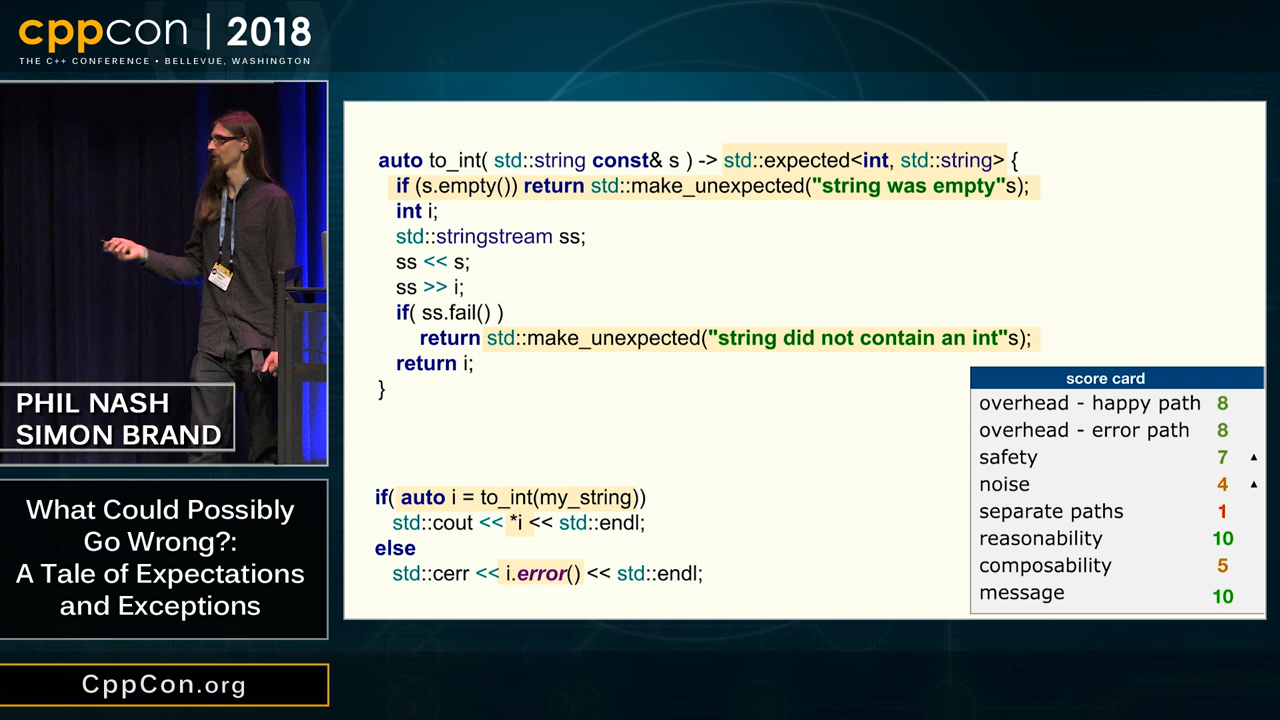 cppcon | 2018
THE C++ CONFERENCE • BELLEVUE, WASHINGTON
PHIL NASH
SIMON BRAND
What Could Possibly
Go Wrong?:
A Tale of Expectations
and Exceptions
CppCon.org
auto to_int( std::string const& s ) -> std::expected<int, std::string> {
if (s.empty()) return std::make_unexpected("string was empty"s);
int i;
std::stringstream ss;
ss << s;
ss >> i;
if( ss.fail() )
return std::make_unexpected("string did not contain an int"s);
return i;
}
if( auto i = to_int(my_string))
std::cout << *i << std::endl;
else
std::cerr << i.error() << std::endl;
score card
overhead - happy path 8
overhead - error path 8
safety 7 ▲
noise 4 ▲
separate paths 1
reasonability 10
composability 5
message 10